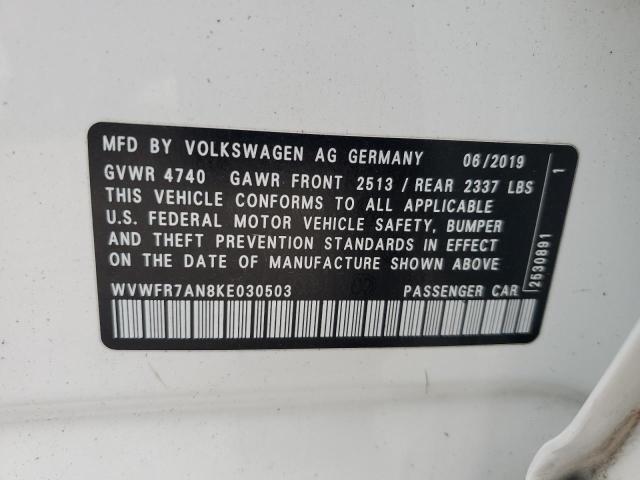 MFD BY VOLKSWAGEN AG GERMANY 06/2019
GVWR 4740 GAWR FRONT 2513 / REAR 2337 LBS
THIS VEHICLE CONFORMS TO ALL APPLICABLE
U.S. FEDERAL MOTOR VEHICLE SAFETY, BUMPER
AND THEFT PREVENTION STANDARDS IN EFFECT
ON THE DATE OF MANUFACTURE SHOWN ABOVE
WVWFR7AN8KE030503 PASSENGER CAR
2530891 1